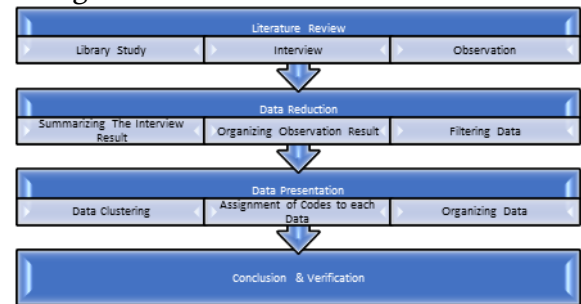 Literature Review
Library Study
Interview
Observation
Data Reduction
Summarizing The Interview
Result
Organizing Observation Result
Filtering Data
Data Presentation
Data Clustering
Assignment of Codes to each
Data
Organizing Data
Conclusion & Verification